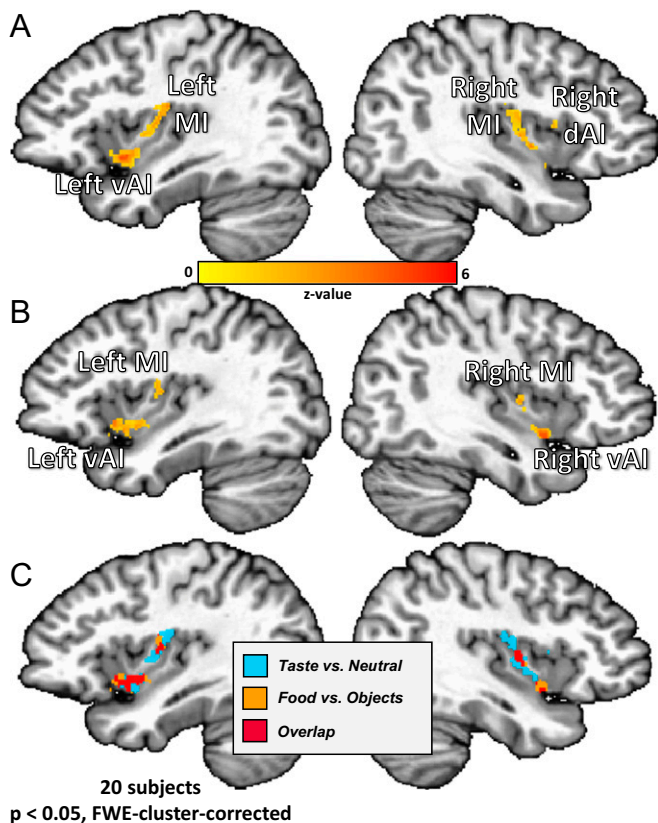 A
Left
MI
Left vAI
Right
MI
Right
dAI
0
6
z-value
B
Left MI
Left vAI
Right MI
Right vAI
C
Taste vs. Neutral
Food vs. Objects
Overlap
20 subjects
p < 0.05, FWE-cluster-corrected